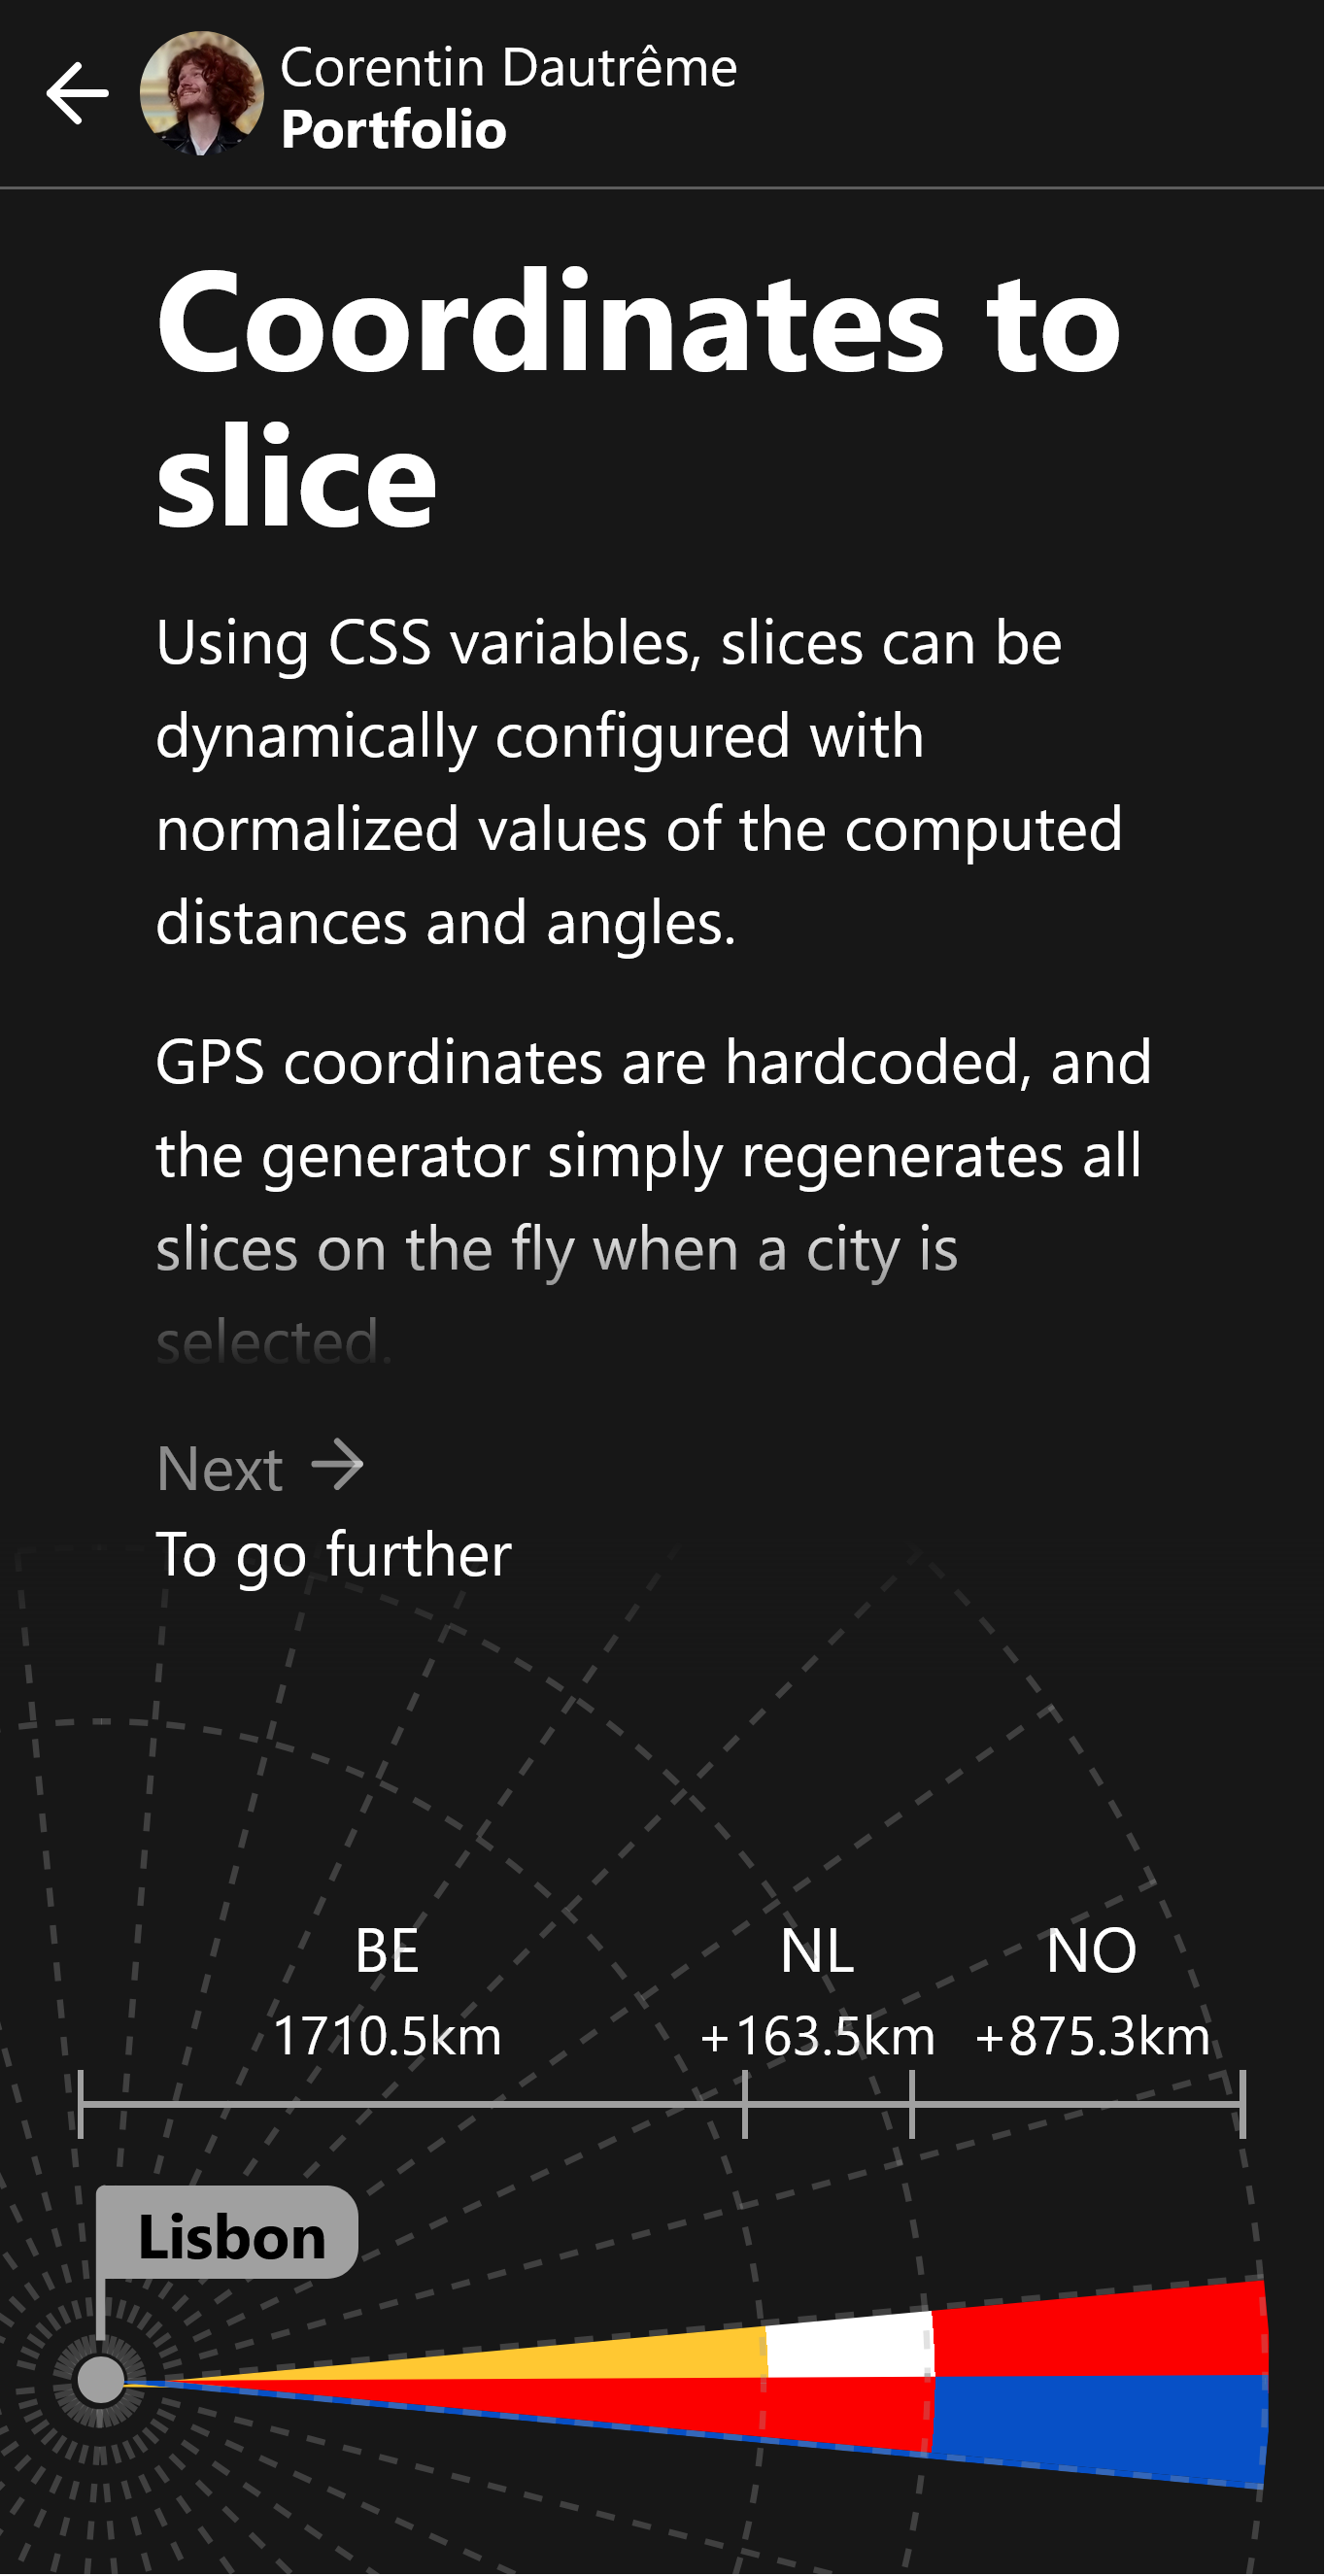 Corentin Dautrême
Portfolio
Coordinates to
slice
Using CSS variables, slices can be
dynamically configured with
normalized values of the computed
distances and angles.
GPS coordinates are hardcoded, and
the generator simply regenerates all
slices on the fly when a city is
selected.
Next →
To go further
BE NL NO
1710.5km +163.5km +875.3km
Lisbon